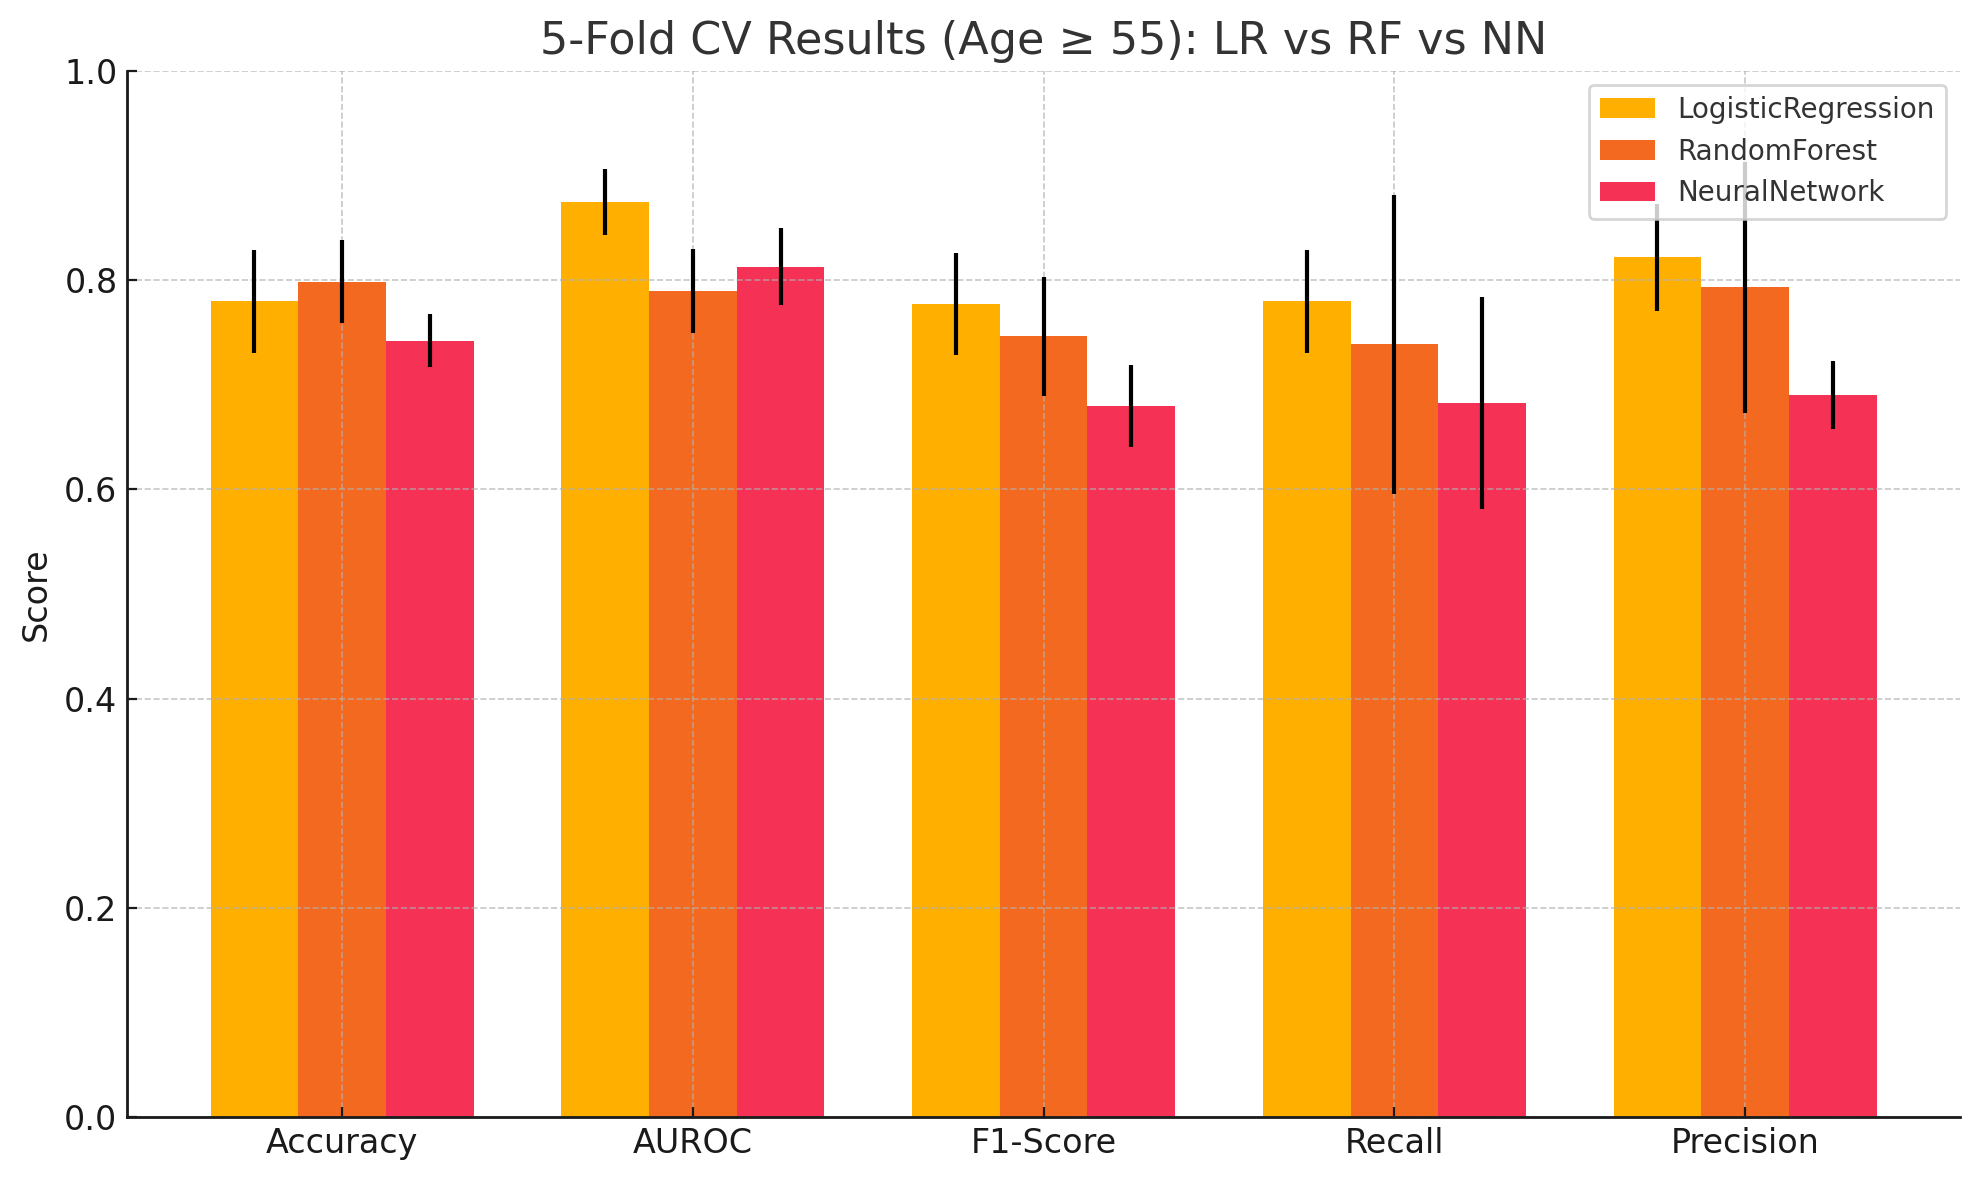 5-Fold CV Results (Age ≥ 55): LR vs RF vs NN
LogisticRegression
RandomForest
NeuralNetwork
Score
1.0
0.8
0.6
0.4
0.2
0.0
Accuracy
AUROC
F1-Score
Recall
Precision